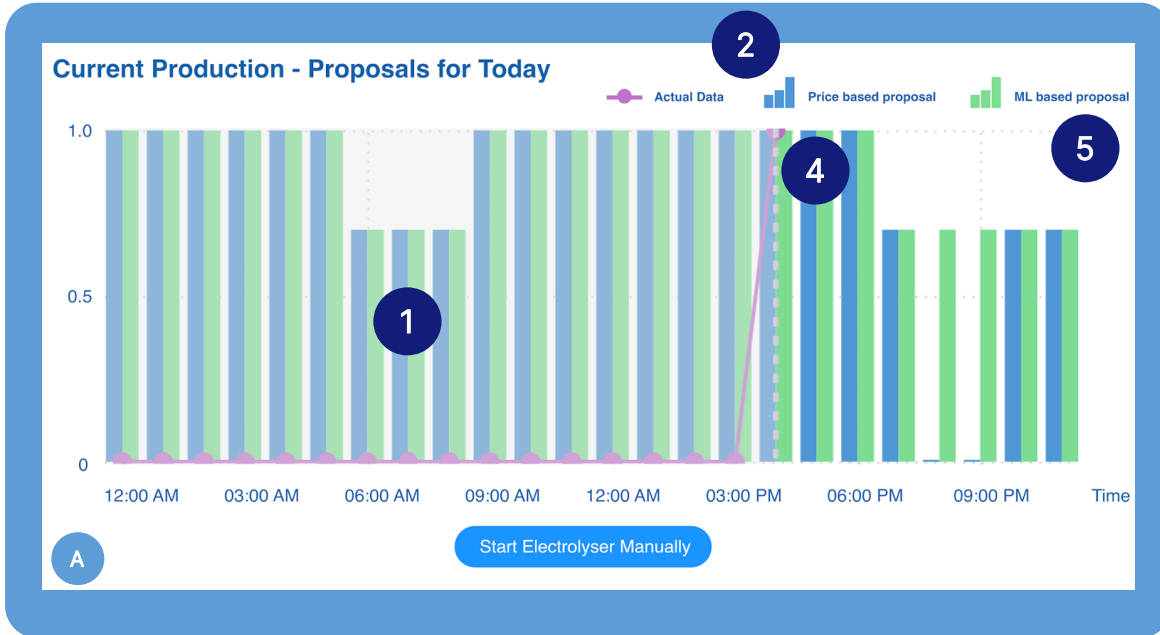 2
Current Production - Proposals for Today
Actual Data
Price based proposal
ML based proposal
1.0
5
4
0.5
1
0
12:00 AM 03:00 AM 06:00 AM 09:00 AM 12:00 AM 03:00 PM 06:00 PM 09:00 PM Time
Start Electrolyser Manually
A